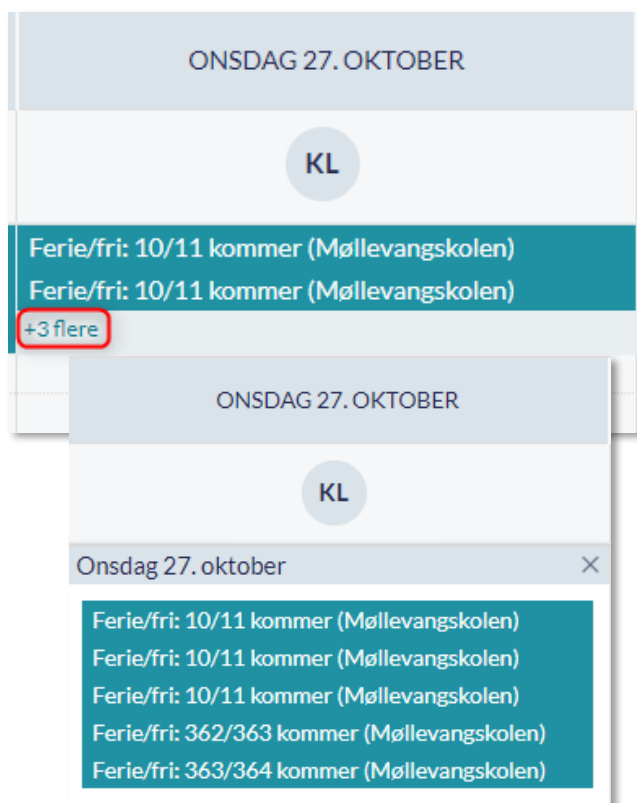 ONSDAG 27. OKTOBER
KL
Ferie/fri: 10/11 kommer (Møllevangskolen)
Ferie/fri: 10/11 kommer (Møllevangskolen)
+3 flere
ONSDAG 27. OKTOBER
KL
Onsdag 27. oktober
Ferie/fri: 10/11 kommer (Møllevangskolen)
Ferie/fri: 10/11 kommer (Møllevangskolen)
Ferie/fri: 10/11 kommer (Møllevangskolen)
Ferie/fri: 362/363 kommer (Møllevangskolen)
Ferie/fri: 363/364 kommer (Møllevangskolen)